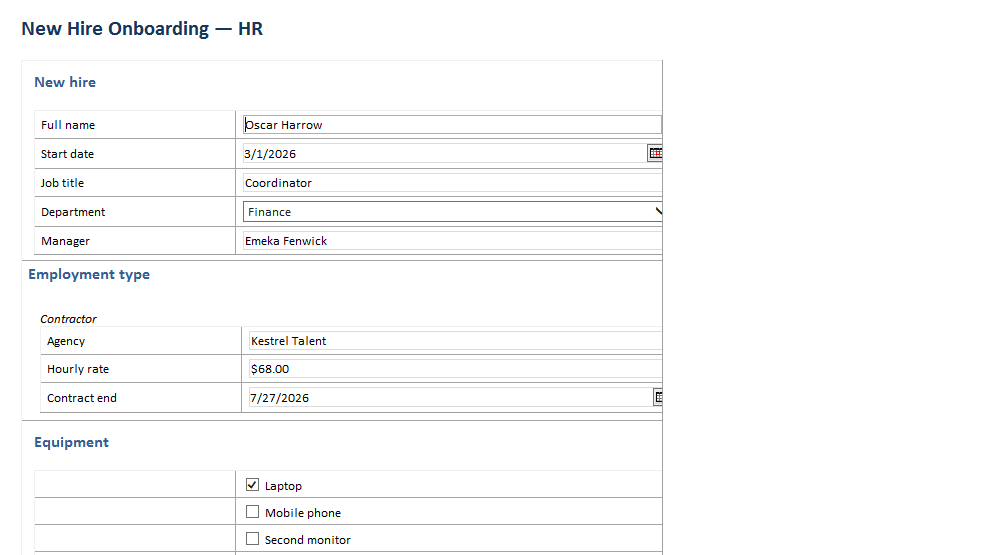 New Hire Onboarding — HR
New hire
Full name Oscar Harrow
Start date 3/1/2026
Job title Coordinator
Department Finance
Manager Emeka Fenwick
Employment type
Contractor
Agency Kestrel Talent
Hourly rate $68.00
Contract end 7/27/2026
Equipment
Laptop
Mobile phone
Second monitor